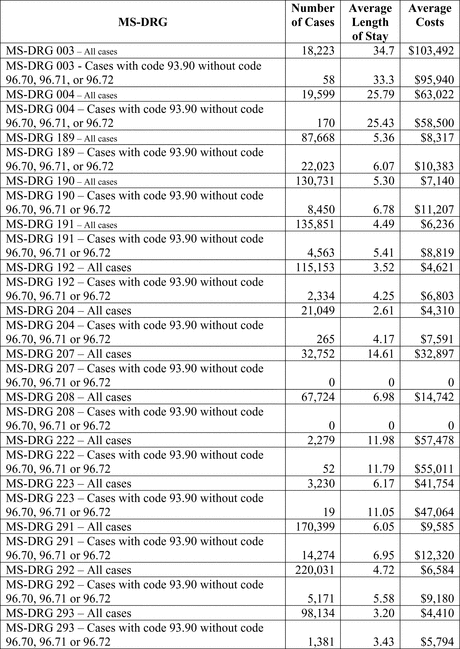 MS-DRG Number of Cases Average Length of Stay Average Costs
MS-DRG 003 – All cases 18,223 34.7 $103,492
MS-DRG 003 - Cases with code 93.90 without code
96.70, 96.71, or 96.72 58 33.3 $95,940
MS-DRG 004 – All cases 19,599 25.79 $63,022
MS-DRG 004 – Cases with code 93.90 without code
96.70, 96.71, or 96.72 170 25.43 $58,500
MS-DRG 189 – All cases 87,668 5.36 $8,317
MS-DRG 189 – Cases with code 93.90 without code
96.70, 96.71, or 96.72 22,023 6.07 $10,383
MS-DRG 190 – All cases 130,731 5.30 $7,140
MS-DRG 190 – Cases with code 93.90 without code
96.70, 96.71 or 96.72 8,450 6.78 $11,207
MS-DRG 191 – All cases 135,851 4.49 $6,236
MS-DRG 191 – Cases with code 93.90 without code
96.70, 96.71 or 96.72 4,563 5.41 $8,819
MS-DRG 192 – All cases 115,153 3.52 $4,621
MS-DRG 192 – Cases with code 93.90 without code
96.70, 96.71 or 96.72 2,334 4.25 $6,803
MS-DRG 204 – All cases 21,049 2.61 $4,310
MS-DRG 204 – Cases with code 93.90 without code
96.70, 96.71 or 96.72 265 4.17 $7,591
MS-DRG 207 – All cases 32,752 14.61 $32,897
MS-DRG 207 – Cases with code 93.90 without code
96.70, 96.71 or 96.72 0 0 0
MS-DRG 208 – All cases 67,724 6.98 $14,742
MS-DRG 208 – Cases with code 93.90 without code
96.70, 96.71 or 96.72 0 0 0
MS-DRG 222 – All cases 2,279 11.98 $57,478
MS-DRG 222 – Cases with code 93.90 without code
96.70, 96.71 or 96.72 52 11.79 $55,011
MS-DRG 223 – All cases 3,230 6.17 $41,754
MS-DRG 223 – Cases with code 93.90 without code
96.70, 96.71 or 96.72 19 11.05 $47,064
MS-DRG 291 – All cases 170,399 6.05 $9,585
MS-DRG 291 – Cases with code 93.90 without code
96.70, 96.71 or 96.72 14,274 6.95 $12,320
MS-DRG 292 – All cases 220,031 4.72 $6,584
MS-DRG 292 – Cases with code 93.90 without code
96.70, 96.71 or 96.72 5,171 5.58 $9,180
MS-DRG 293 – All cases 98,134 3.20 $4,410
MS-DRG 293 – Cases with code 93.90 without code
96.70, 96.71 or 96.72 1,381 3.43 $5,794